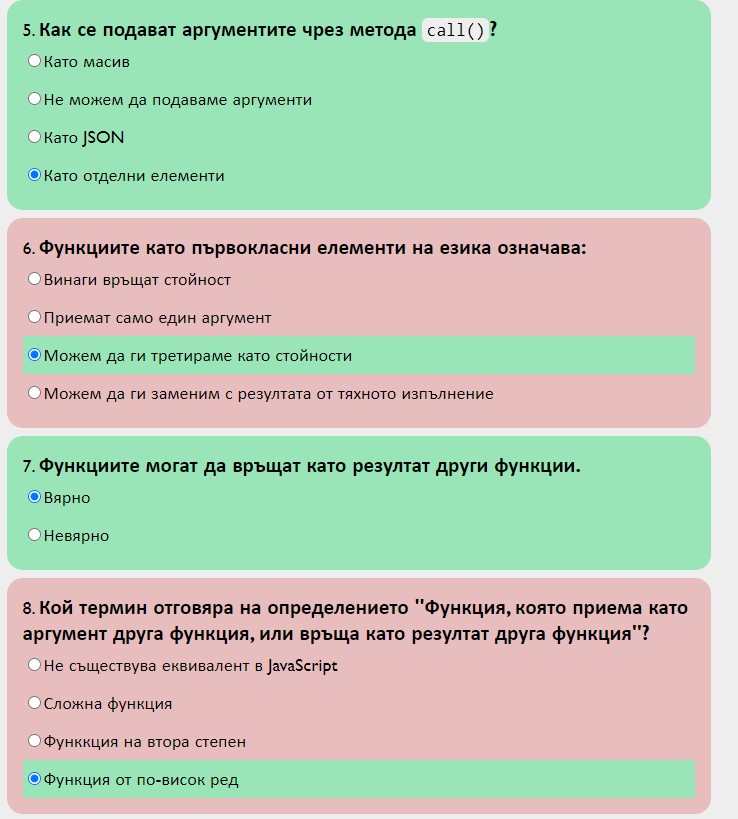 5. Как се подават аргументите чрез метода call()?
Като масив
Не можем да подаваме аргументи
Като JSON
Като отделни елементи
6. Функциите като първокласни елементи на езика означава:
Винаги връщат стойност
Приемат само един аргумент
Можем да ги третираме като стойности
Можем да ги заменим с резултата от тяхното изпълнение
7. Функциите могат да връщат като резултат други функции.
Вярно
Невярно
8. Кой термин отговяра на определението "Функция, която приема като
аргумент друга функция, или връща като резултат друга функция"?
Не съществува еквивалент в JavaScript
Сложна функция
Функккция на втора степен
Функция от по-висок ред